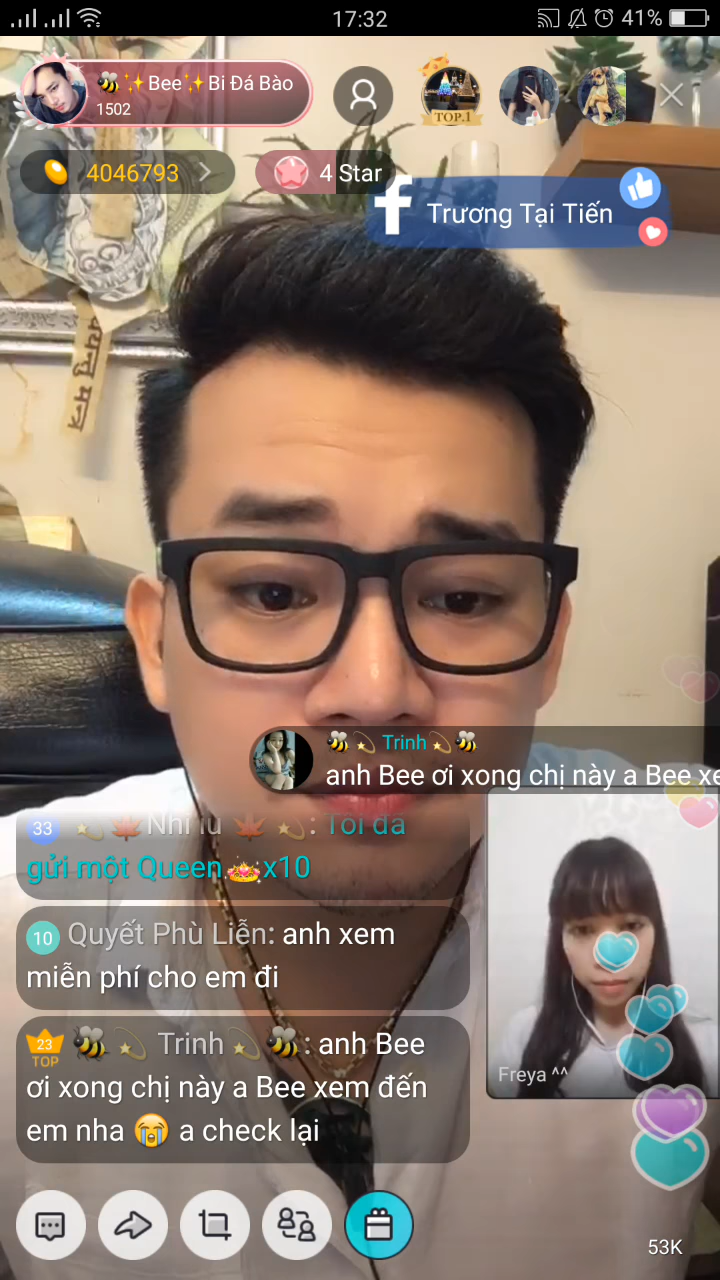 17:32
41%
🐝✨Bee✨Bi Đá Bào
1502
TOP.1
4046793
4 Star
Trương Tại Tiến
🐝💫 Trinh💫🐝
anh Bee ơi xong chị này a Bee xe
33 💫🍁Nhi lu 🍁 💫: Tôi đã
gửi một Queen x10
10 Quyết Phù Liễn: anh xem
miễn phí cho em đi
23 TOP 🐝💫 Trinh💫🐝: anh Bee
ơi xong chị này a Bee xem đến
em nha 😭 a check lại
Freya ^^
53K